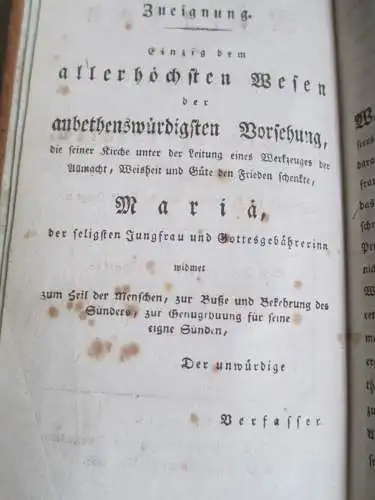 Zueignung.
Einzig dem
allerhöchsten Wesen
der
anbethenswürdigsten Vorsehung,
die seiner Kirche unter der Leitung eines Werkzeuges der
Allmacht, Weisheit und Güte den Frieden schenkte,
Mariä,
der seligsten Jungfrau und Gottesgebährerinn
widmet
zum Heil der Menschen, zur Buße und Bekehrung des
Sünders, zur Genugthuung für seine
eigne Sünden,
Der unwürdige
Verfasser